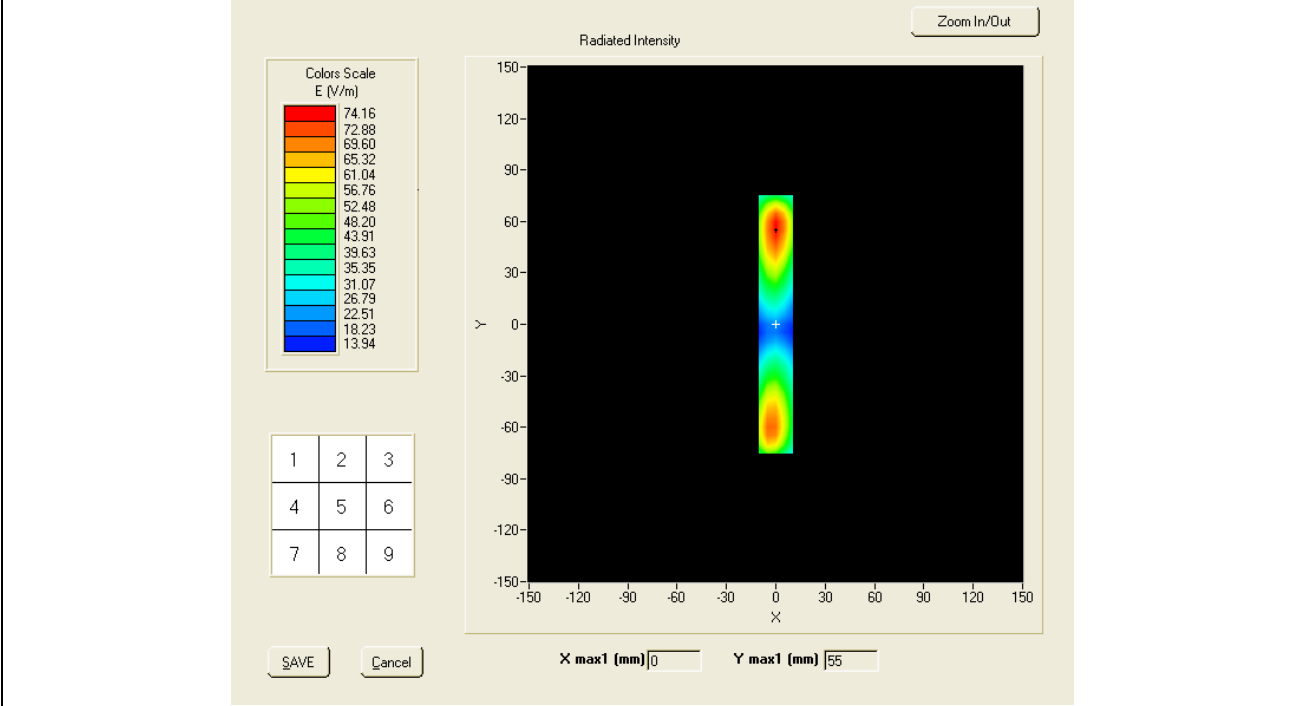 Zoom In/Out
Radiated Intensity
Colors Scale
E (V/m)
74.16
72.88
69.60
65.32
61.04
56.76
52.48
48.20
43.91
39.63
35.35
31.07
26.79
22.51
18.23
13.94
150
120
90
60
30
Y 0
-30
-60
-90
-120
-150
-150 -120 -90 -60 -30 0 30 60 90 120 150
X
1 2 3
4 5 6
7 8 9
SAVE Cancel
X max1 (mm) 0 Y max1 (mm) 55